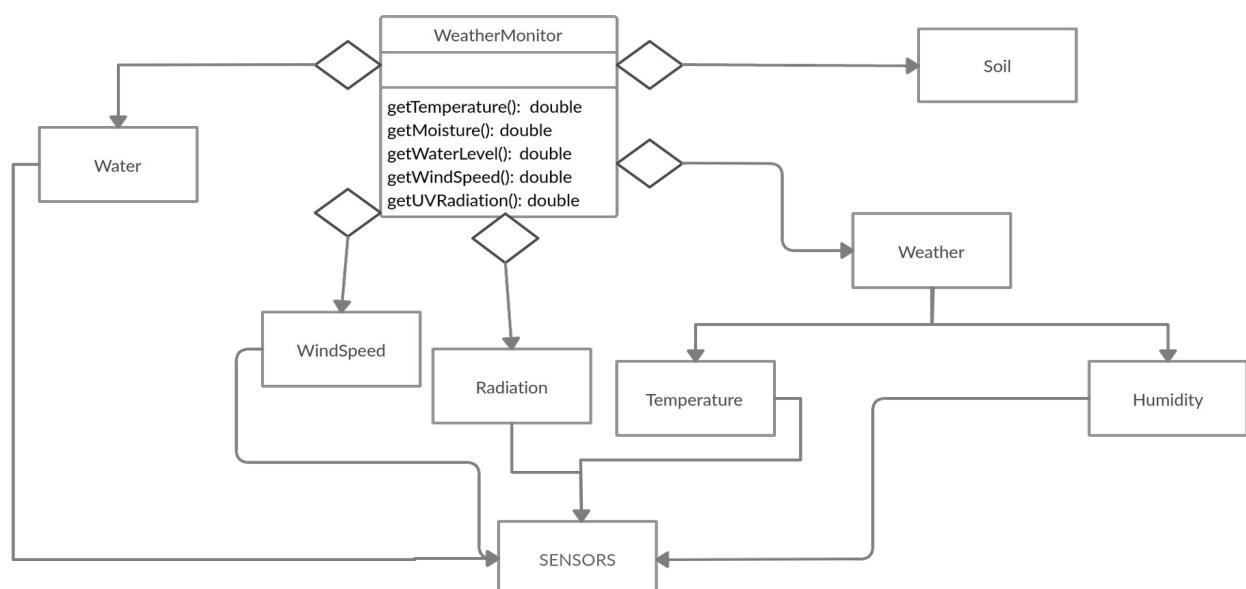 WeatherMonitor
getTemperature(): double
getMoisture(): double
getWaterLevel(): double
getWindSpeed(): double
getUVRadiation(): double
Soil
Water
Weather
WindSpeed
Radiation
Temperature
Humidity
SENSORS